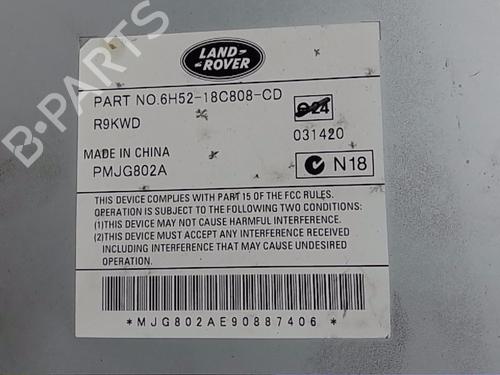 LAND-
ROVER
PART NO.6H52-18C808-CD
R9KWD
024
031420
MADE IN CHINA
PMJG802A
N18
THIS DEVICE COMPLIES WITH PART 15 OF THE FCC RULES.
OPERATION IS SUBJECT TO THE FOLLOWING TWO CONDITIONS:
(1)THIS DEVICE MAY NOT CAUSE HARMFUL INTERFERENCE.
(2)THIS DEVICE MUST ACCEPT ANY INTERFERENCE RECEIVED
INCLUDING INTERFERENCE THAT MAY CAUSE UNDESIRED
OPERATION.
*MJG802AE90887406*
B-PARTS